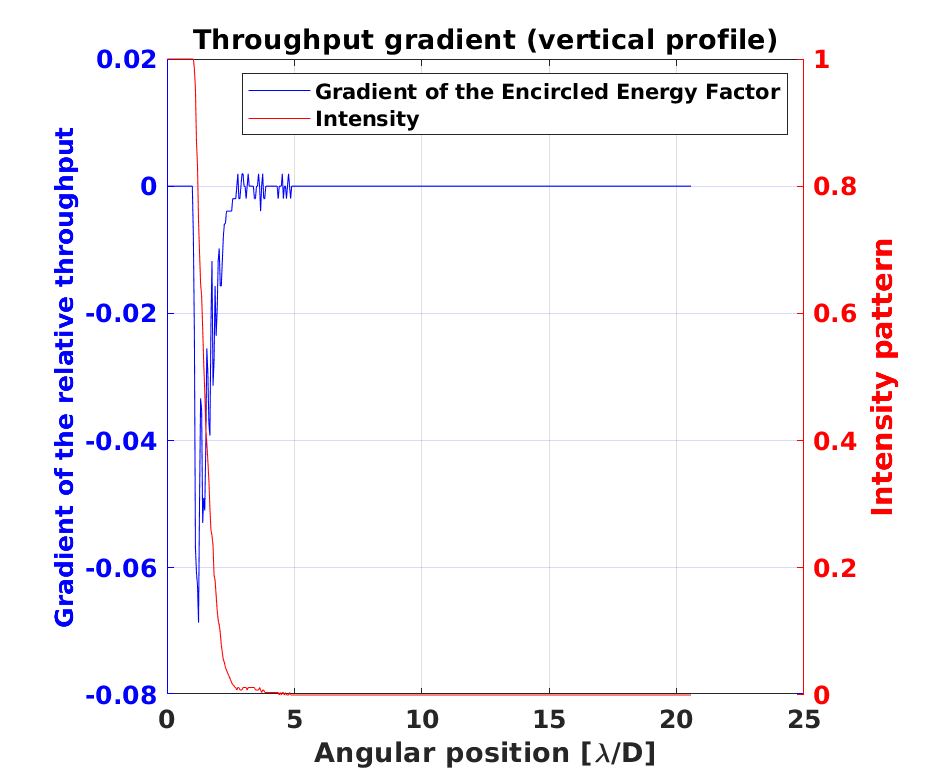 Throughput gradient (vertical profile)
Gradient of the Encircled Energy Factor
Intensity
Gradient of the relative throughput
0.02
0
-0.02
-0.04
-0.06
-0.08
Intensity pattern
1
0.8
0.6
0.4
0.2
0
0 5 10 15 20 25
Angular position [λ/D]